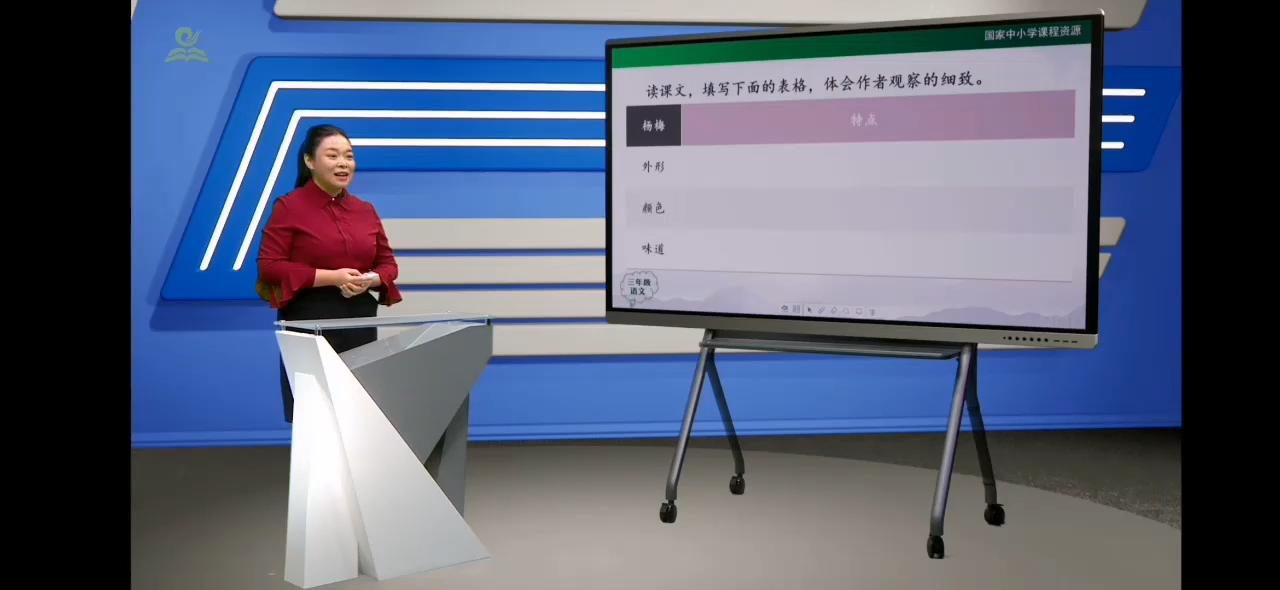 国家中小学课程资源
读课文，填写下面的表格，体会作者观察的细致。
杨梅 特点
外形
颜色
味道
三年级
语文